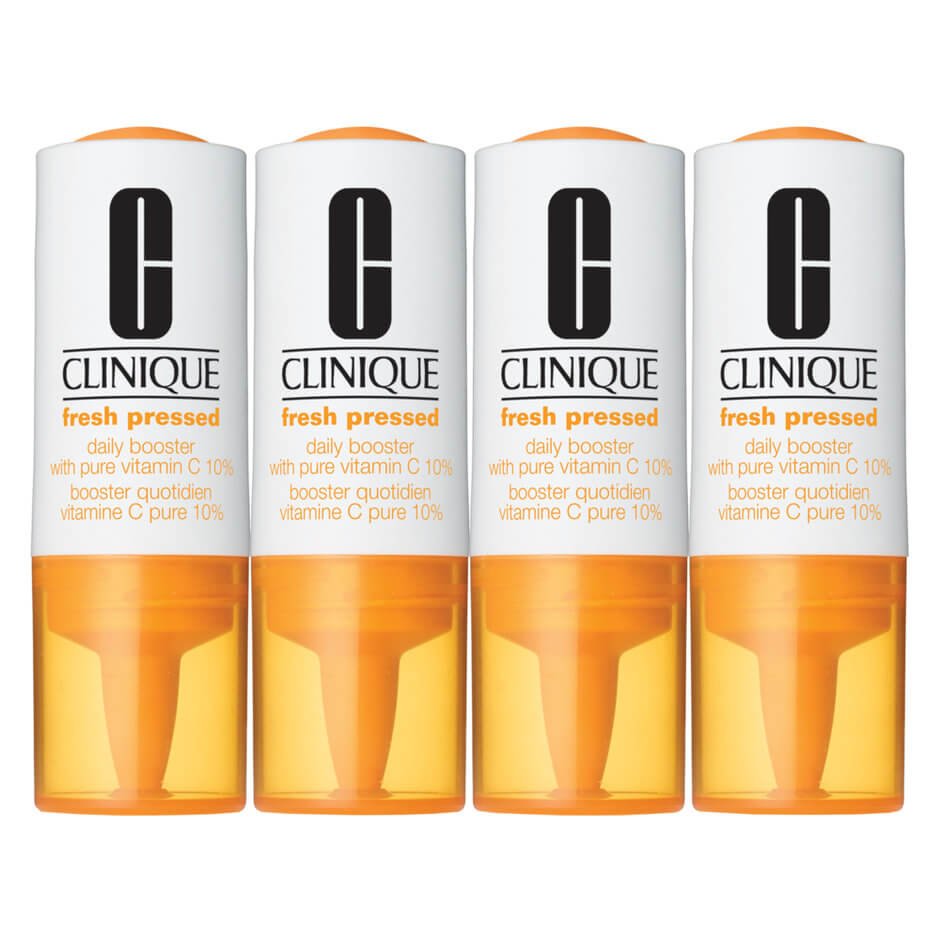 C
CLINIQUE
fresh pressed
daily booster
with pure vitamin C 10%
booster quotidien
vitamine C pure 10%
C
CLINIQUE
fresh pressed
daily booster
with pure vitamin C 10%
booster quotidien
vitamine C pure 10%
C
CLINIQUE
fresh pressed
daily booster
with pure vitamin C 10%
booster quotidien
vitamine C pure 10%
C
CLINIQUE
fresh pressed
daily booster
with pure vitamin C 10%
booster quotidien
vitamine C pure 10%